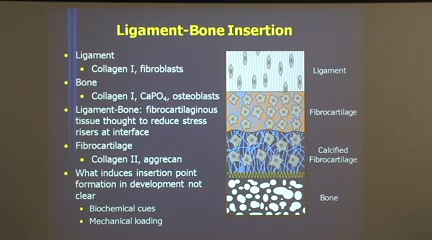 Ligament-Bone Insertion
Ligament
Collagen I, fibroblasts
Bone
Collagen I, CaPO4, osteoblasts
Ligament-Bone: fibrocartilaginous
tissue thought to reduce stress
risers at interface
Fibrocartilage
Collagen II, aggrecan
What induces insertion point
formation in development not
clear
Biochemical cues
Mechanical loading
Ligament
Fibrocartilage
Calcified
Fibrocartilage
Bone